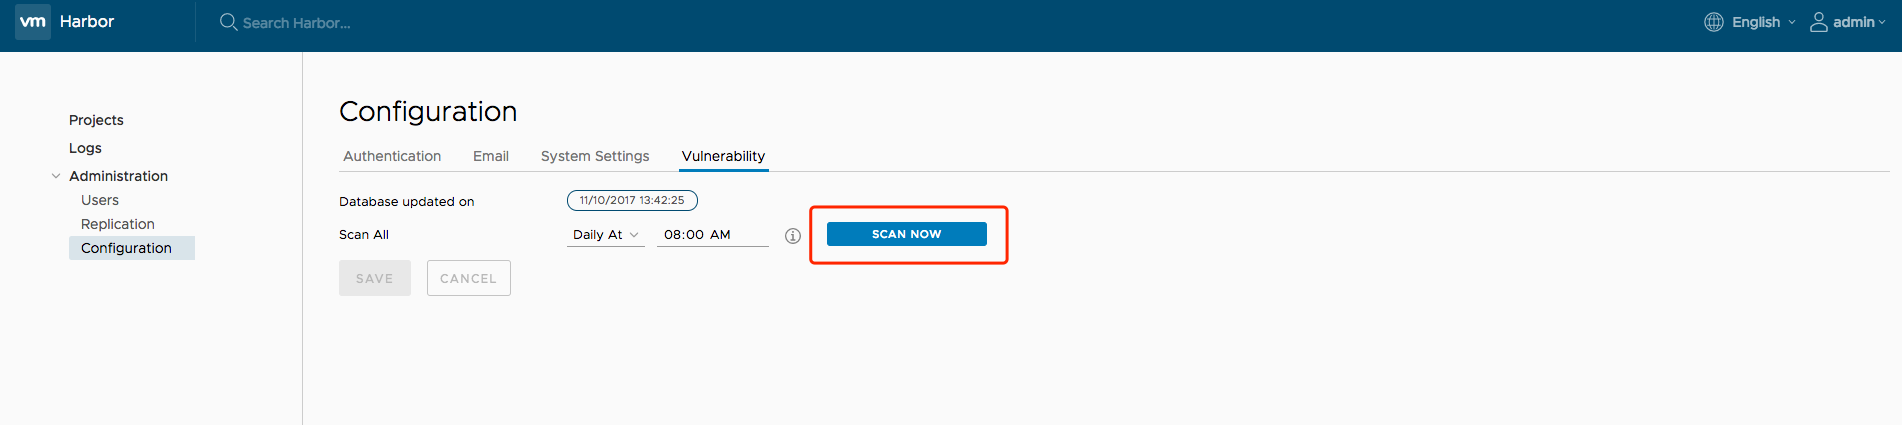 vm Harbor Search Harbor... English admin
Projects
Logs
Administration
Users
Replication
Configuration
Configuration
Authentication Email System Settings Vulnerability
Database updated on 11/10/2017 13:42:25
Scan All Daily At 08:00 AM SCAN NOW
SAVE CANCEL